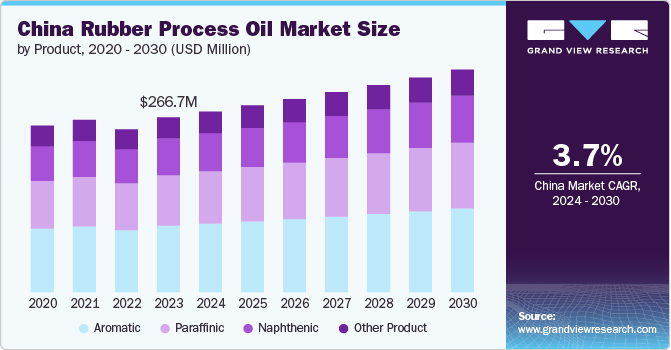 China Rubber Process Oil Market Size
by Product, 2020 - 2030 (USD Million)
$266.7M
2020 2021 2022 2023 2024 2025 2026 2027 2028 2029 2030
Aromatic Paraffinic Naphthenic Other Product
GRAND VIEW RESEARCH
3.7%
China Market CAGR,
2024 - 2030
Source:
www.grandviewresearch.com